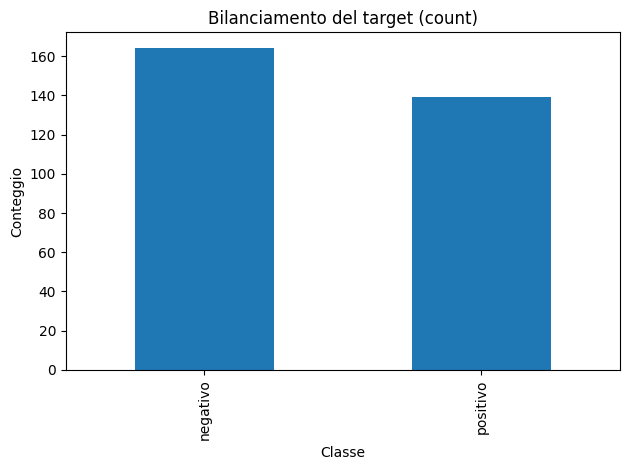 Bilanciamento del target (count)
Conteggio
160
140
120
100
80
60
40
20
0
negativo
positivo
Classe